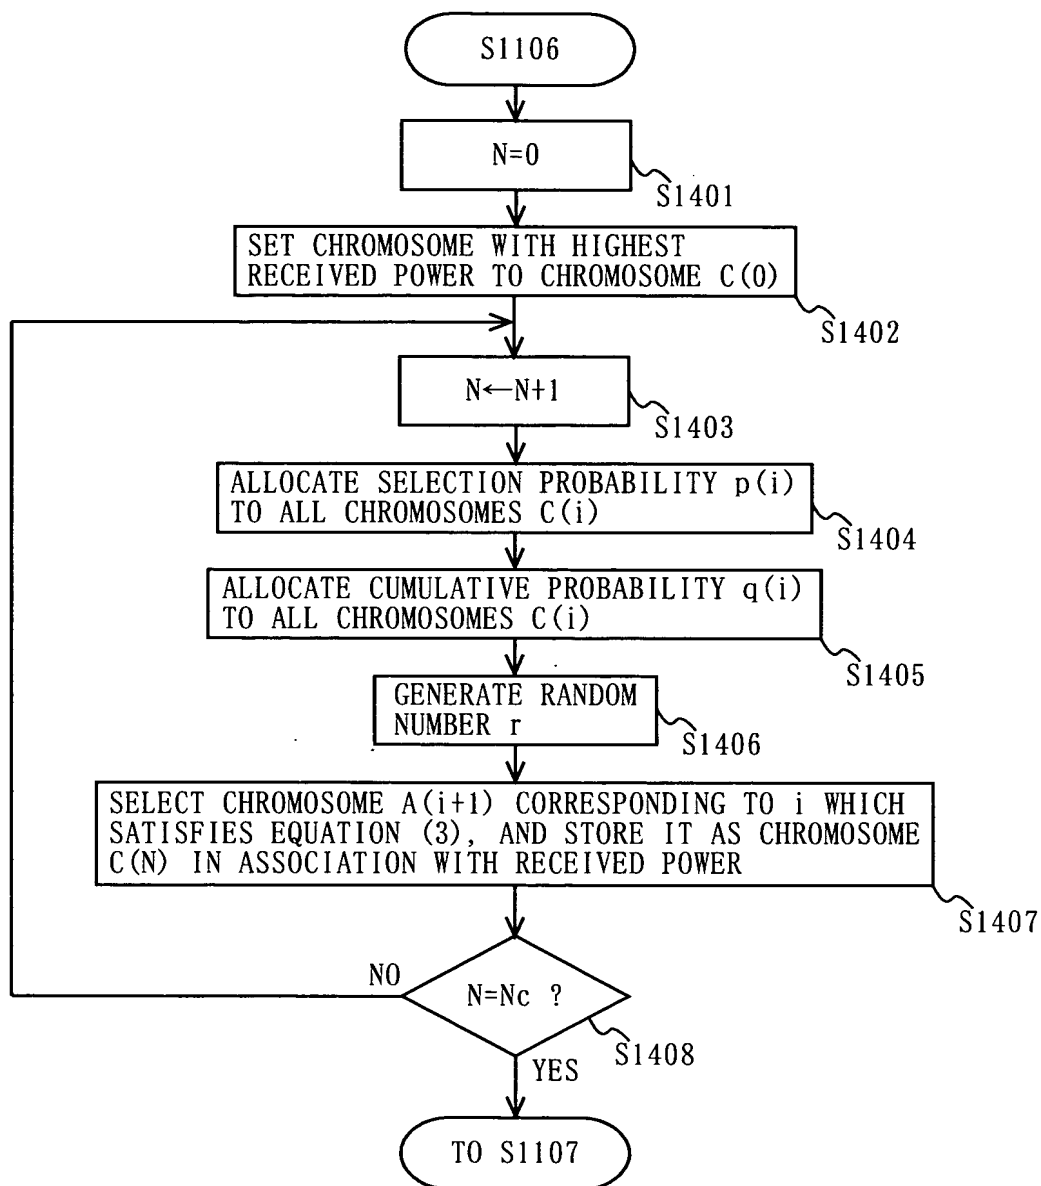 S1106
N=0
S1401
SET CHROMOSOME WITH HIGHEST
RECEIVED POWER TO CHROMOSOME C(0)
S1402
N←N+1
S1403
ALLOCATE SELECTION PROBABILITY p(i)
TO ALL CHROMOSOMES C(i)
S1404
ALLOCATE CUMULATIVE PROBABILITY q(i)
TO ALL CHROMOSOMES C(i)
S1405
GENERATE RANDOM
NUMBER r
S1406
SELECT CHROMOSOME A(i+1) CORRESPONDING TO i WHICH
SATISFIES EQUATION (3), AND STORE IT AS CHROMOSOME
C(N) IN ASSOCIATION WITH RECEIVED POWER
S1407
NO
N=Nc ?
S1408
YES
TO S1107